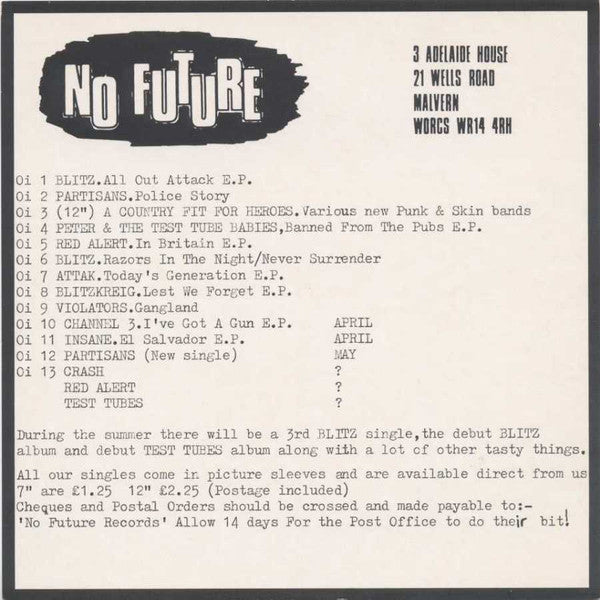 NO FUTURE
3 ADELAIDE HOUSE
21 WELLS ROAD
MALVERN
WORCS WR14 4RH
Oi 1 BLITZ.All Out Attack E.P.
Oi 2 PARTISANS.Police Story
Oi 3 (12") A COUNTRY FIT FOR HEROES.Various new Punk & Skin bands
Oi 4 PETER & THE TEST TUBE BABIES,Banned From The Pubs E.P.
Oi 5 RED ALERT.In Britain E.P.
Oi 6 BLITZ.Razors In The Night/Never Surrender
Oi 7 ATTAK.Today's Generation E.P.
Oi 8 BLITZKREIG.Lest We Forget E.P.
Oi 9 VIOLATORS.Gangland
Oi 10 CHANNEL 3.I've Got A Gun E.P. APRIL
Oi 11 INSANE.El Salvador E.P. APRIL
Oi 12 PARTISANS (New single) MAY
Oi 13 CRASH ?
RED ALERT ?
TEST TUBES ?
During the summer there will be a 3rd BLITZ single,the debut BLITZ
album and debut TEST TUBES album along with a lot of other tasty things.
All our singles come in picture sleeves and are available direct from us
7" are £1.25 12" £2.25 (Postage included)
Cheques and Postal Orders should be crossed and made payable to:-
'No Future Records' Allow 14 days For the Post Office to do their bit!